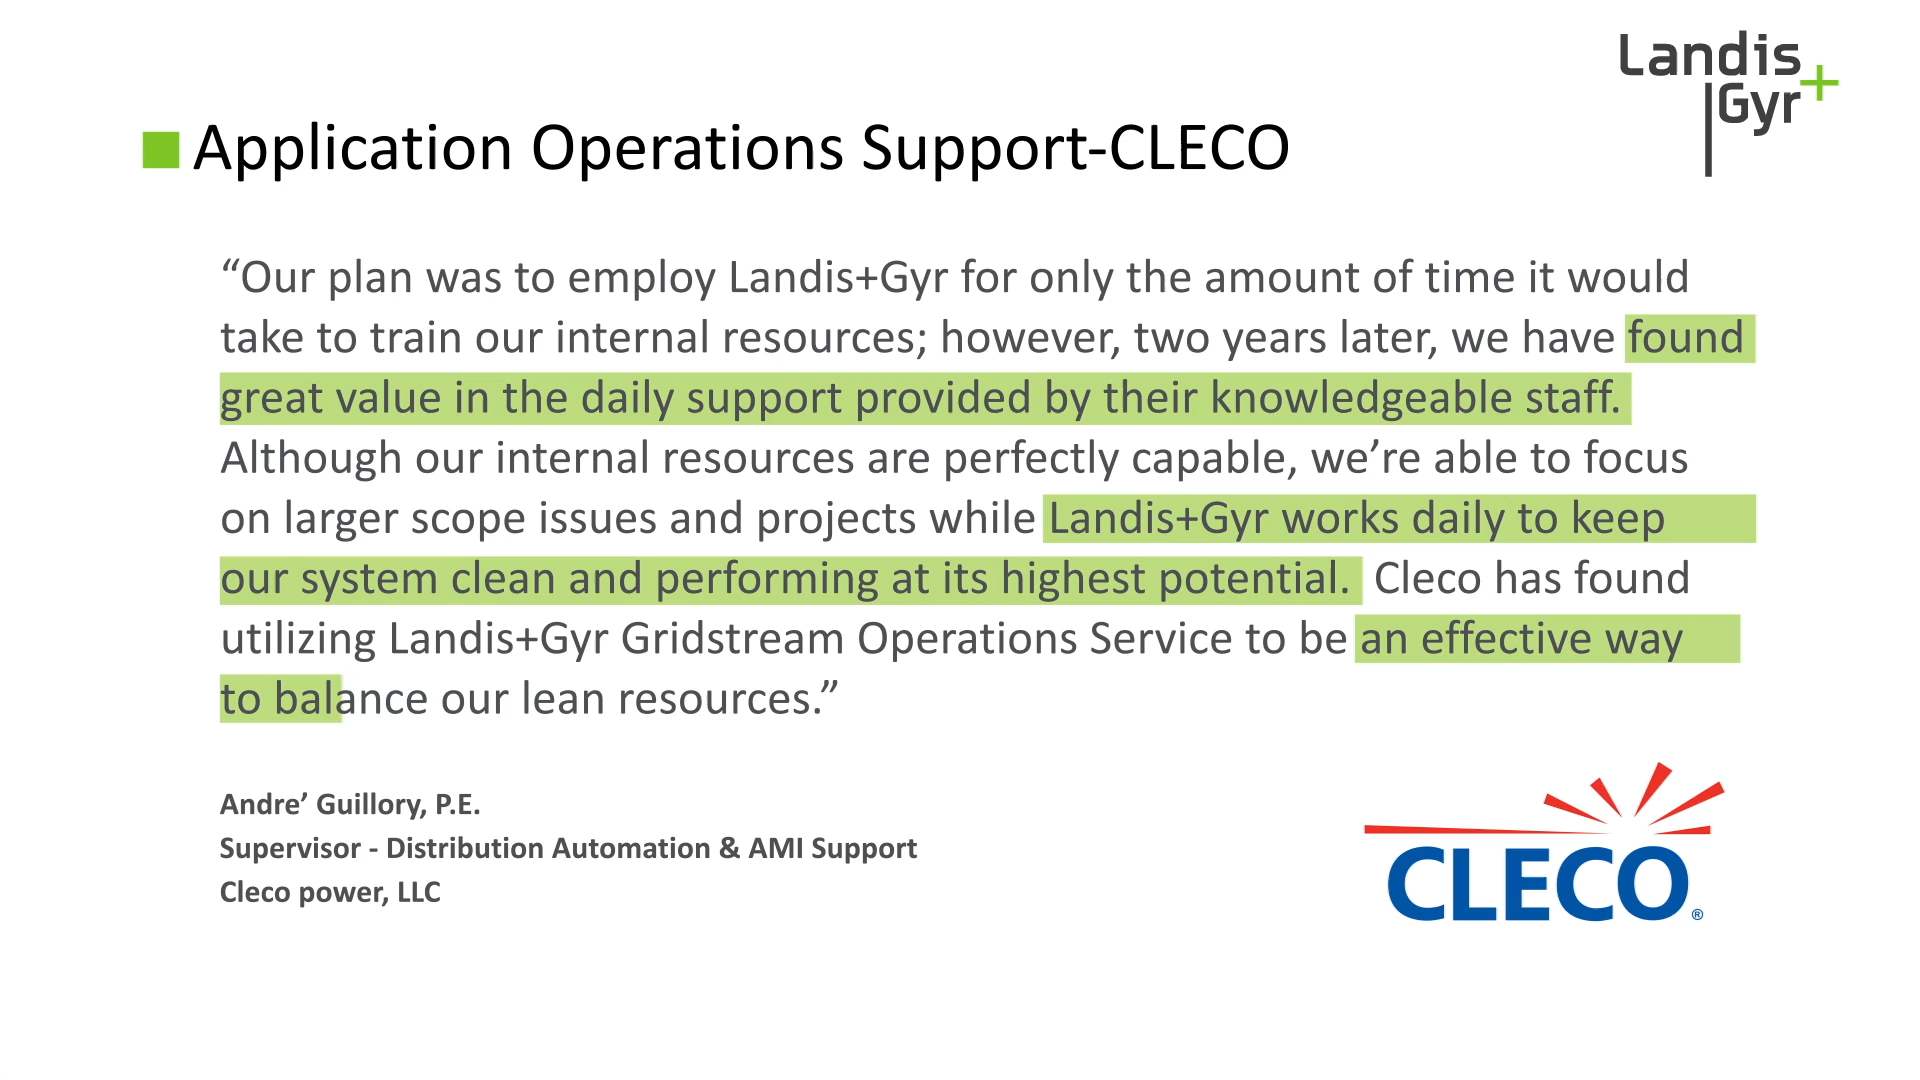 Landis
Gyr+
Application Operations Support-CLECO
“Our plan was to employ Landis+Gyr for only the amount of time it would
take to train our internal resources; however, two years later, we have found
great value in the daily support provided by their knowledgeable staff.
Although our internal resources are perfectly capable, we’re able to focus
on larger scope issues and projects while Landis+Gyr works daily to keep
our system clean and performing at its highest potential. Cleco has found
utilizing Landis+Gyr Gridstream Operations Service to be an effective way
to balance our lean resources.”
Andre’ Guillory, P.E.
Supervisor - Distribution Automation & AMI Support
Cleco power, LLC
CLECO®